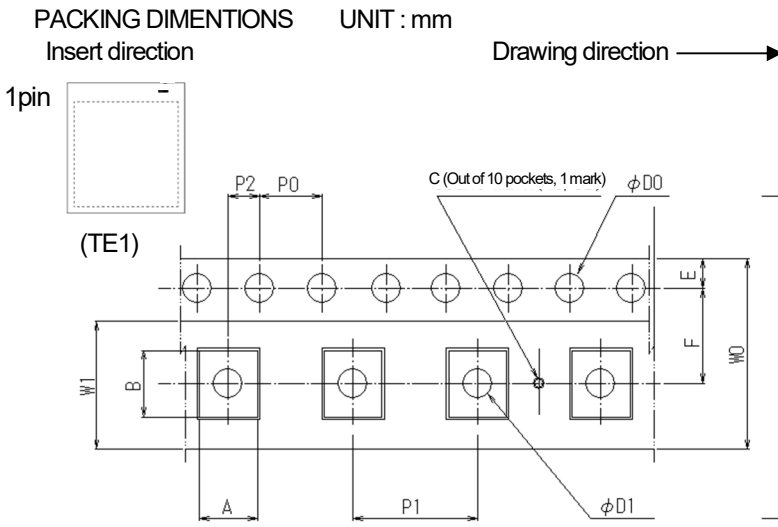 PACKING DIMENTIONS UNIT : mm
Insert direction
Drawing direction
1pin
(TE1)
P2
P0
C (Out of 10 pockets, 1 mark)
φD0
E
F
W0
W1
B
A
P1
φD1